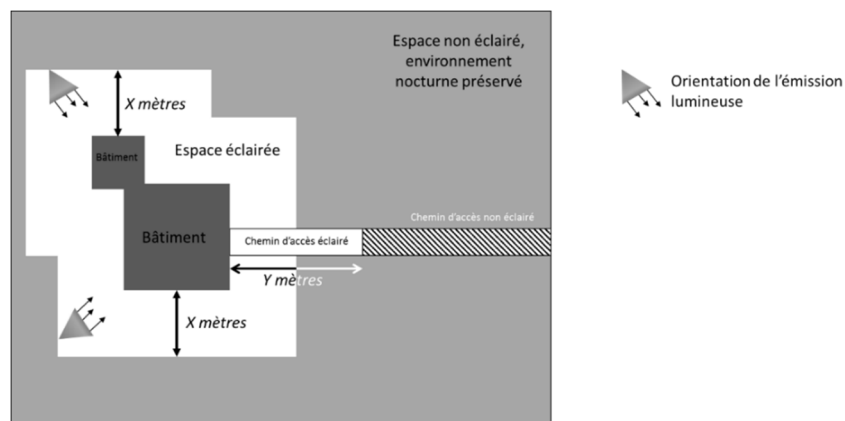 Espace non éclairé,
environnement
nocturne préservé
Orientation de l'émission
lumineuse
X mètres
Bâtiment
Espace éclairée
Chemin d'accès non éclairé
Bâtiment
Chemin d'accès éclairé
Y mètres
X mètres